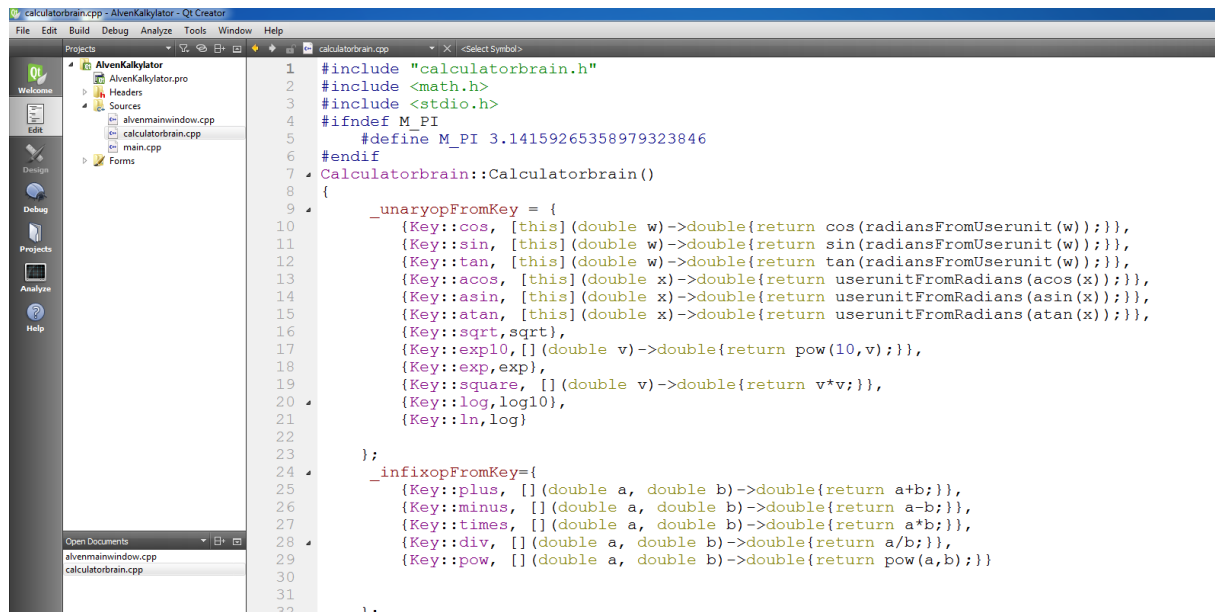 calculatorbrain.cpp - AlvenKalkylator - Qt Creator
File Edit Build Debug Analyze Tools Window Help
Projects
calculatorbrain.cpp <Select Symbol>
Welcome
Edit
Design
Debug
Projects
Analyze
Help
AlvenKalkylator
AlvenKalkylator.pro
Headers
Sources
alvenmainwindow.cpp
calculatorbrain.cpp
main.cpp
Forms
Open Documents
alvenmainwindow.cpp
calculatorbrain.cpp
1 #include "calculatorbrain.h"
2 #include <math.h>
3 #include <stdio.h>
4 #ifndef M_PI
5 #define M_PI 3.14159265358979323846
6 #endif
7 Calculatorbrain::Calculatorbrain()
8 {
9 _unaryopFromKey = {
10 {Key::cos, [this](double w)->double{return cos(radiansFromUserunit(w));}},
11 {Key::sin, [this](double w)->double{return sin(radiansFromUserunit(w));}},
12 {Key::tan, [this](double w)->double{return tan(radiansFromUserunit(w));}},
13 {Key::acos, [this](double x)->double{return userunitFromRadians(acos(x));}},
14 {Key::asin, [this](double x)->double{return userunitFromRadians(asin(x));}},
15 {Key::atan, [this](double x)->double{return userunitFromRadians(atan(x));}},
16 {Key::sqrt,sqrt},
17 {Key::exp10,[](double v)->double{return pow(10,v);}},
18 {Key::exp,exp},
19 {Key::square, [](double v)->double{return v*v;}},
20 {Key::log,log10},
21 {Key::ln,log}
22
23 };
24 _infixopFromKey={
25 {Key::plus, [](double a, double b)->double{return a+b;}},
26 {Key::minus, [](double a, double b)->double{return a-b;}},
27 {Key::times, [](double a, double b)->double{return a*b;}},
28 {Key::div, [](double a, double b)->double{return a/b;}},
29 {Key::pow, [](double a, double b)->double{return pow(a,b);}}
30
31
32 };